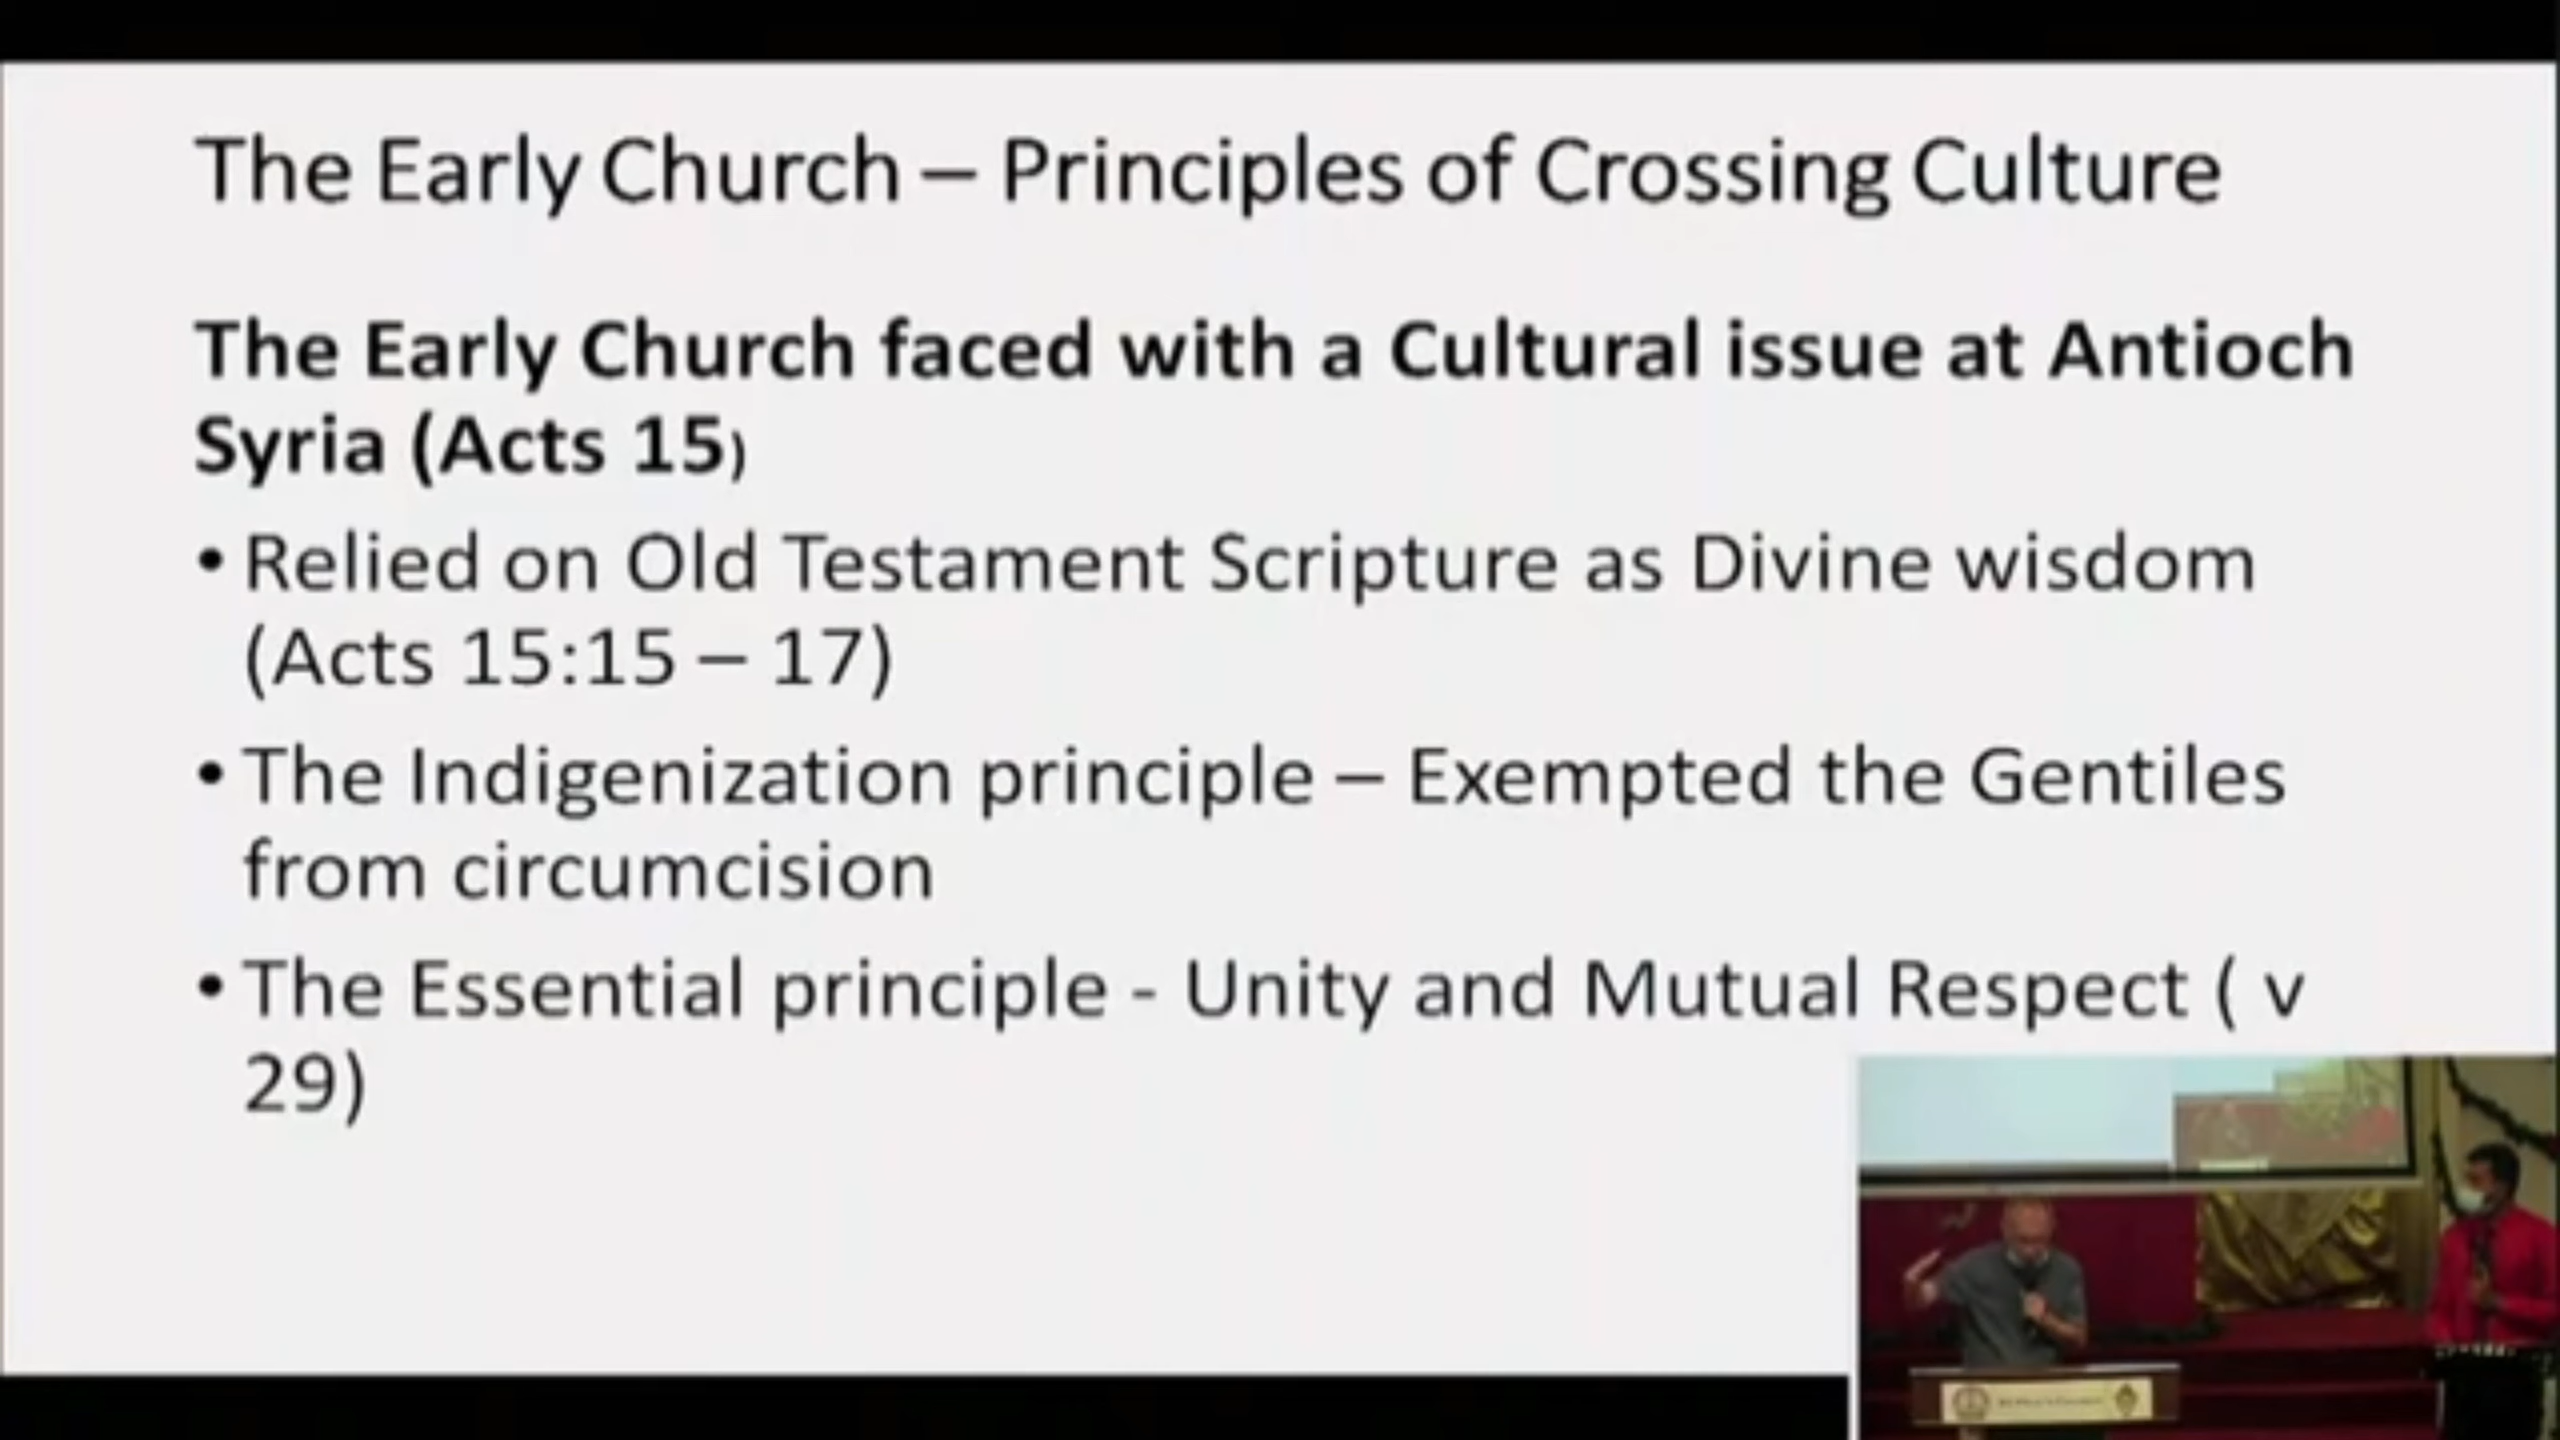 The Early Church – Principles of Crossing Culture
The Early Church faced with a Cultural issue at Antioch
Syria (Acts 15)
• Relied on Old Testament Scripture as Divine wisdom
(Acts 15:15 – 17)
• The Indigenization principle – Exempted the Gentiles
from circumcision
• The Essential principle - Unity and Mutual Respect ( v
29)